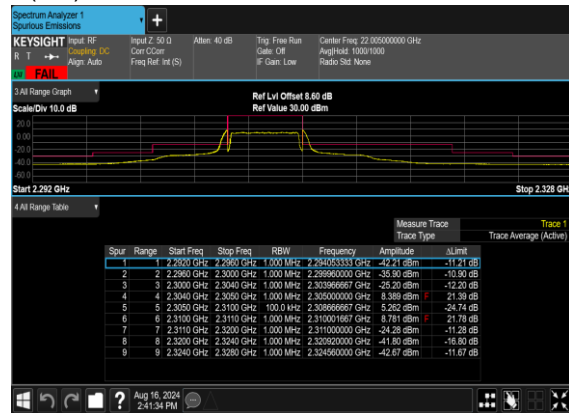 Spectrum Analyzer 1
Spurious Emissions
KEYSIGHT Input: RF Input Z: 50 Ω Atten: 40 dB Trig: Free Run Center Freq: 22.005000000 GHz
R T Coupling: DC Corr CCorr Gate: Off Avg|Hold: 1000/1000
Align: Auto Freq Ref: Int (S) IF Gain: Low Radio Std: None
LXI FAIL
3 All Range Graph
Ref Lvl Offset 8.60 dB
Scale/Div 10.0 dB Ref Value 30.00 dBm
20.0
0.00
-20.0
-40.0
-60.0
Start 2.292 GHz Stop 2.328 GHz
4 All Range Table
Measure Trace Trace 1
Trace Type Trace Average (Active)
Spur Range Start Freq Stop Freq RBW Frequency Amplitude ΔLimit
1 1 2.2920 GHz 2.2960 GHz 1.000 MHz 2.294053333 GHz -42.21 dBm -11.21 dB
2 2 2.2960 GHz 2.3000 GHz 1.000 MHz 2.299960000 GHz -35.90 dBm -10.90 dB
3 3 2.3000 GHz 2.3040 GHz 1.000 MHz 2.303966667 GHz -25.20 dBm -12.20 dB
4 4 2.3040 GHz 2.3050 GHz 1.000 MHz 2.305000000 GHz 8.389 dBm F 21.39 dB
5 5 2.3050 GHz 2.3100 GHz 100.0 kHz 2.308666667 GHz 5.262 dBm -24.74 dB
6 6 2.3100 GHz 2.3110 GHz 1.000 MHz 2.310001667 GHz 8.781 dBm F 21.78 dB
7 7 2.3110 GHz 2.3200 GHz 1.000 MHz 2.311000000 GHz -24.28 dBm -11.28 dB
8 8 2.3200 GHz 2.3240 GHz 1.000 MHz 2.320920000 GHz -41.80 dBm -16.80 dB
9 9 2.3240 GHz 2.3280 GHz 1.000 MHz 2.324560000 GHz -42.67 dBm -11.67 dB
Aug 16, 2024
2:41:34 PM